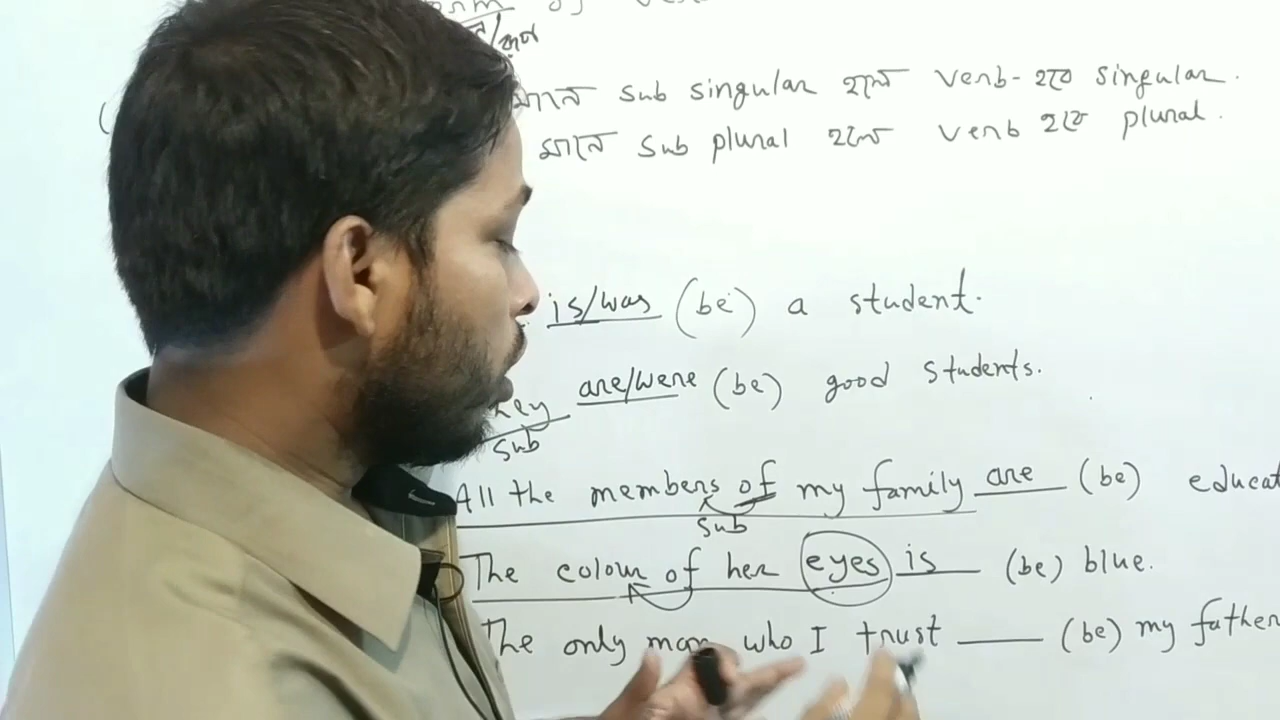 of
মানে sub singular হলে verb-হবে singular.
মানে sub plural হলে verb হবে plural.
is/was (be) a student.
are/were (be) good students.
sub
All the members of my family are (be)
sub
The colour of her eyes is (be) blue.
The only man who I trust ____ (be) my father